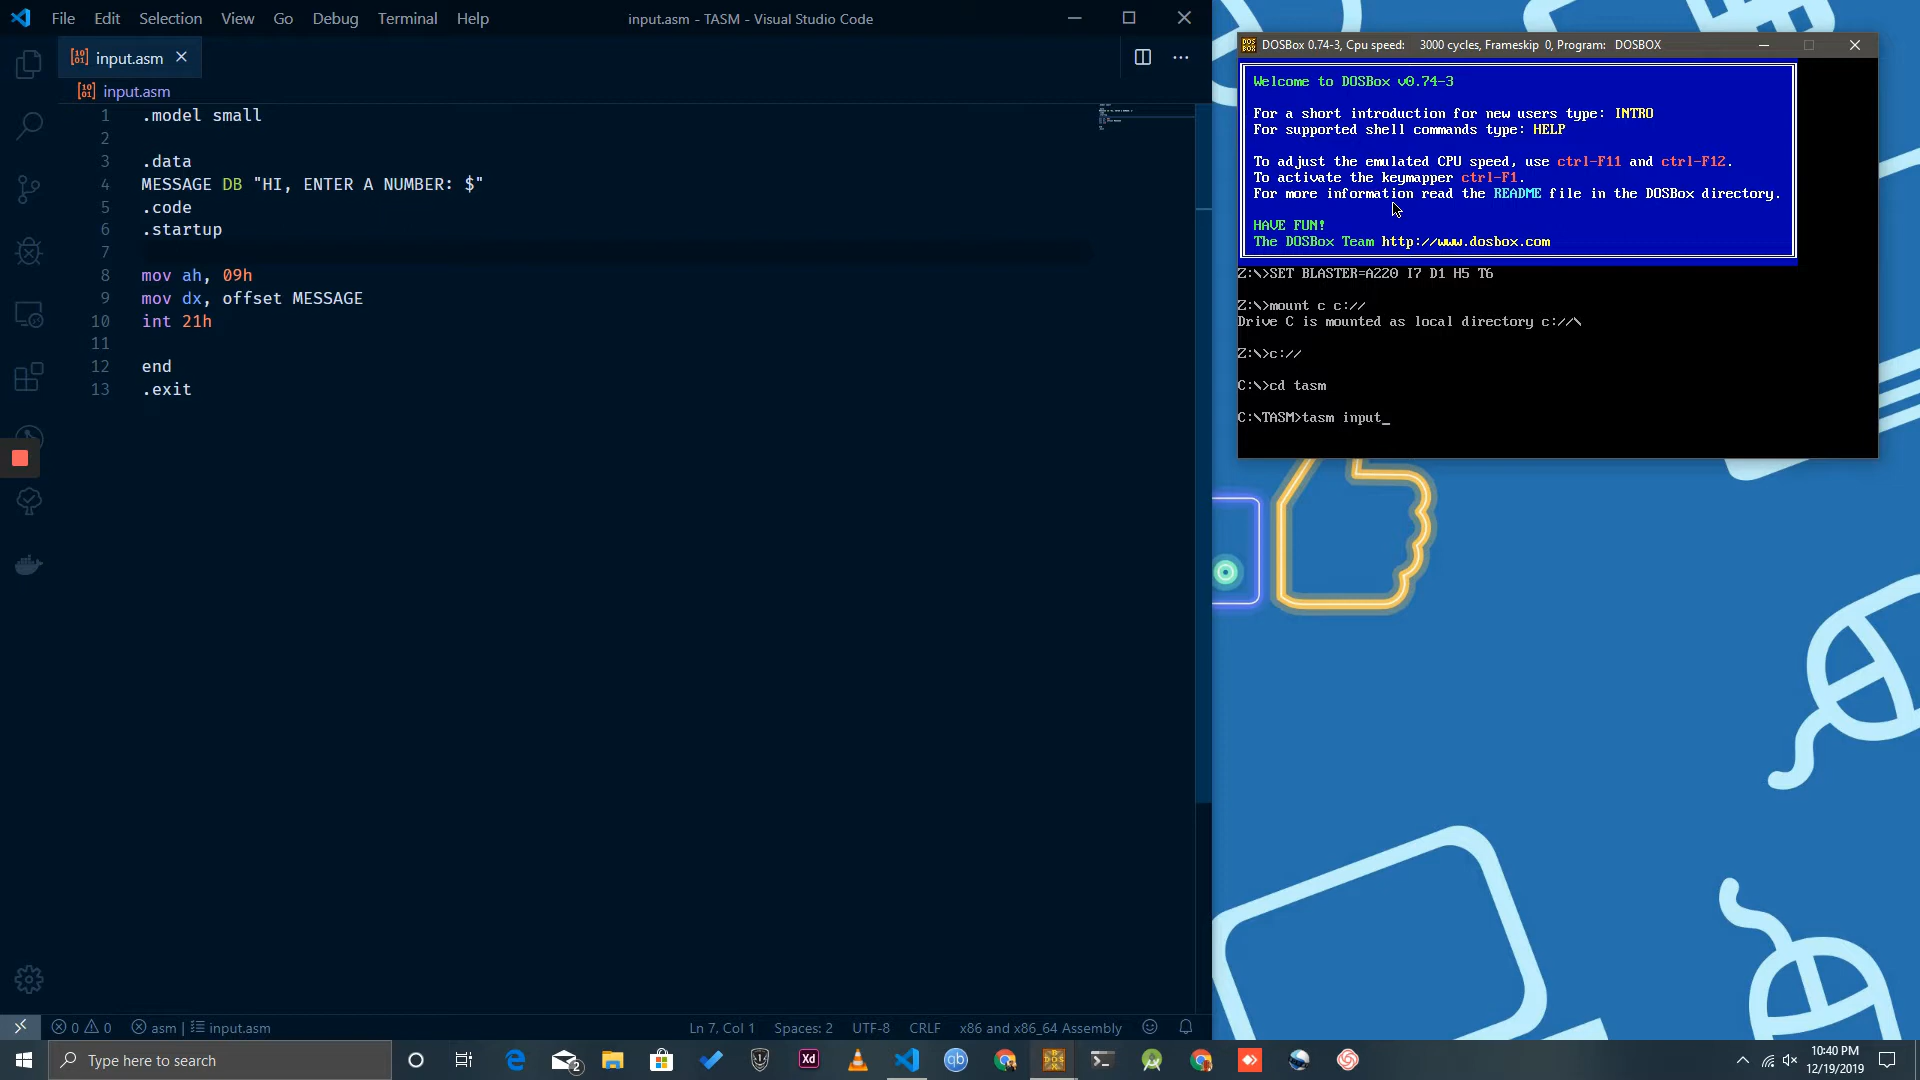 File Edit Selection View Go Debug Terminal Help input.asm - TASM - Visual Studio Code
input.asm
input.asm
1 .model small
2
3 .data
4 MESSAGE DB "HI, ENTER A NUMBER: $"
5 .code
6 .startup
7
8 mov ah, 09h
9 mov dx, offset MESSAGE
10 int 21h
11
12 end
13 .exit
0 0 asm | input.asm Ln 7, Col 1 Spaces: 2 UTF-8 CRLF x86 and x86_64 Assembly
DOSBox 0.74-3, Cpu speed: 3000 cycles, Frameskip 0, Program: DOSBOX
Welcome to DOSBox v0.74-3
For a short introduction for new users type: INTRO
For supported shell commands type: HELP
To adjust the emulated CPU speed, use ctrl-F11 and ctrl-F12.
To activate the keymapper ctrl-F1.
For more information read the README file in the DOSBox directory.
HAVE FUN!
The DOSBox Team http://www.dosbox.com
Z:\>SET BLASTER=A220 I7 D1 H5 T6
Z:\>mount c c://
Drive C is mounted as local directory c://\
Z:\>c://
C:\>cd tasm
C:\TASM>tasm input_
Type here to search
2
Xd
qb
10:40 PM
12/19/2019